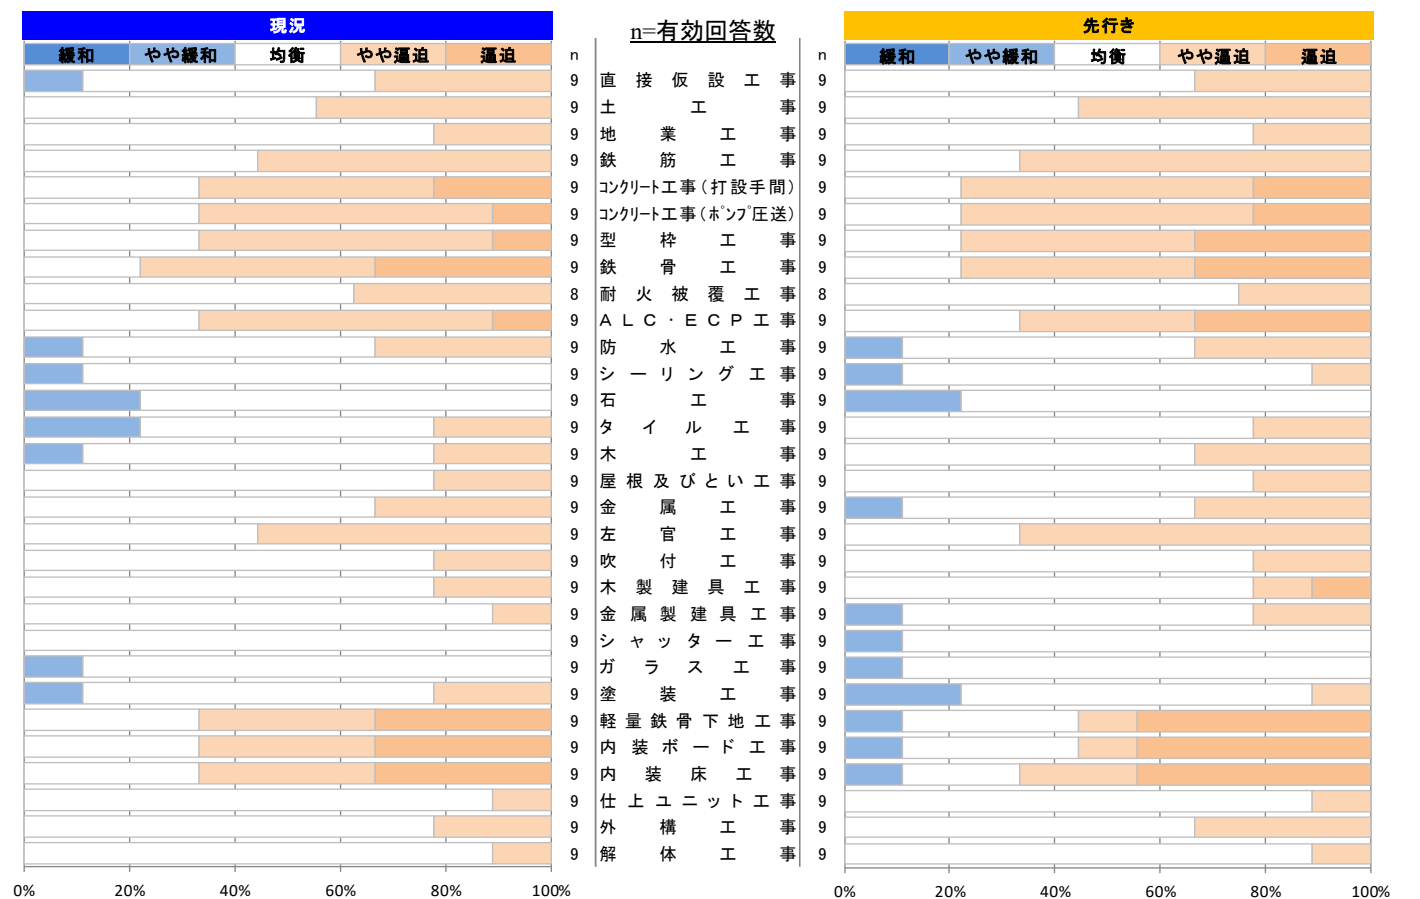 現況 n=有効回答数 先行き
緩和 やや緩和 均衡 やや逼迫 逼迫 n n 緩和 やや緩和 均衡 やや逼迫 逼迫
9 直接仮設工事 9
9 土工事 9
9 地業工事 9
9 鉄筋工事 9
9 コンクリート工事(打設手間) 9
9 コンクリート工事(ポンプ圧送) 9
9 型枠工事 9
9 鉄骨工事 9
8 耐火被覆工事 8
9 ALC・ECP工事 9
9 防水工事 9
9 シーリング工事 9
9 石工事 9
9 タイル工事 9
9 木工事 9
9 屋根及びとい工事 9
9 金属工事 9
9 左官工事 9
9 吹付工事 9
9 木製建具工事 9
9 金属製建具工事 9
9 シャッター工事 9
9 ガラス工事 9
9 塗装工事 9
9 軽量鉄骨下地工事 9
9 内装ボード工事 9
9 内装床工事 9
9 仕上ユニット工事 9
9 外構工事 9
9 解体工事 9
0% 20% 40% 60% 80% 100% 0% 20% 40% 60% 80% 100%